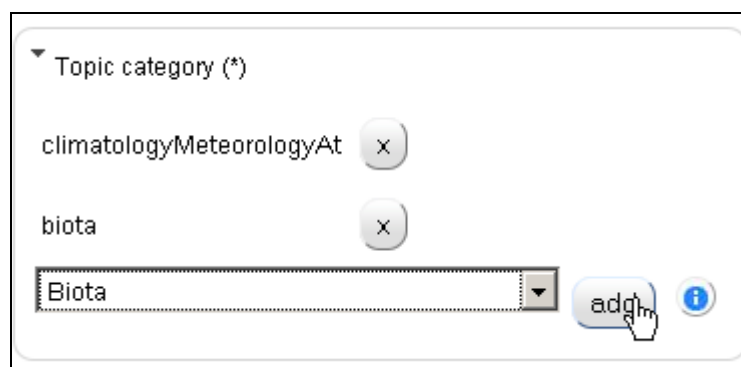 Topic category (*)
climatologyMeteorologyAt x
biota x
Biota add i